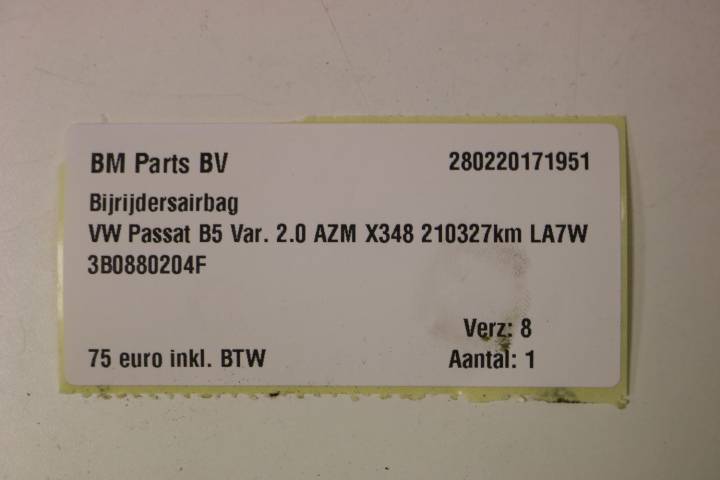 BM Parts BV 280220171951
Bijrijdersairbag
VW Passat B5 Var. 2.0 AZM X348 210327km LA7W
3B0880204F
Verz: 8
75 euro inkl. BTW Aantal: 1